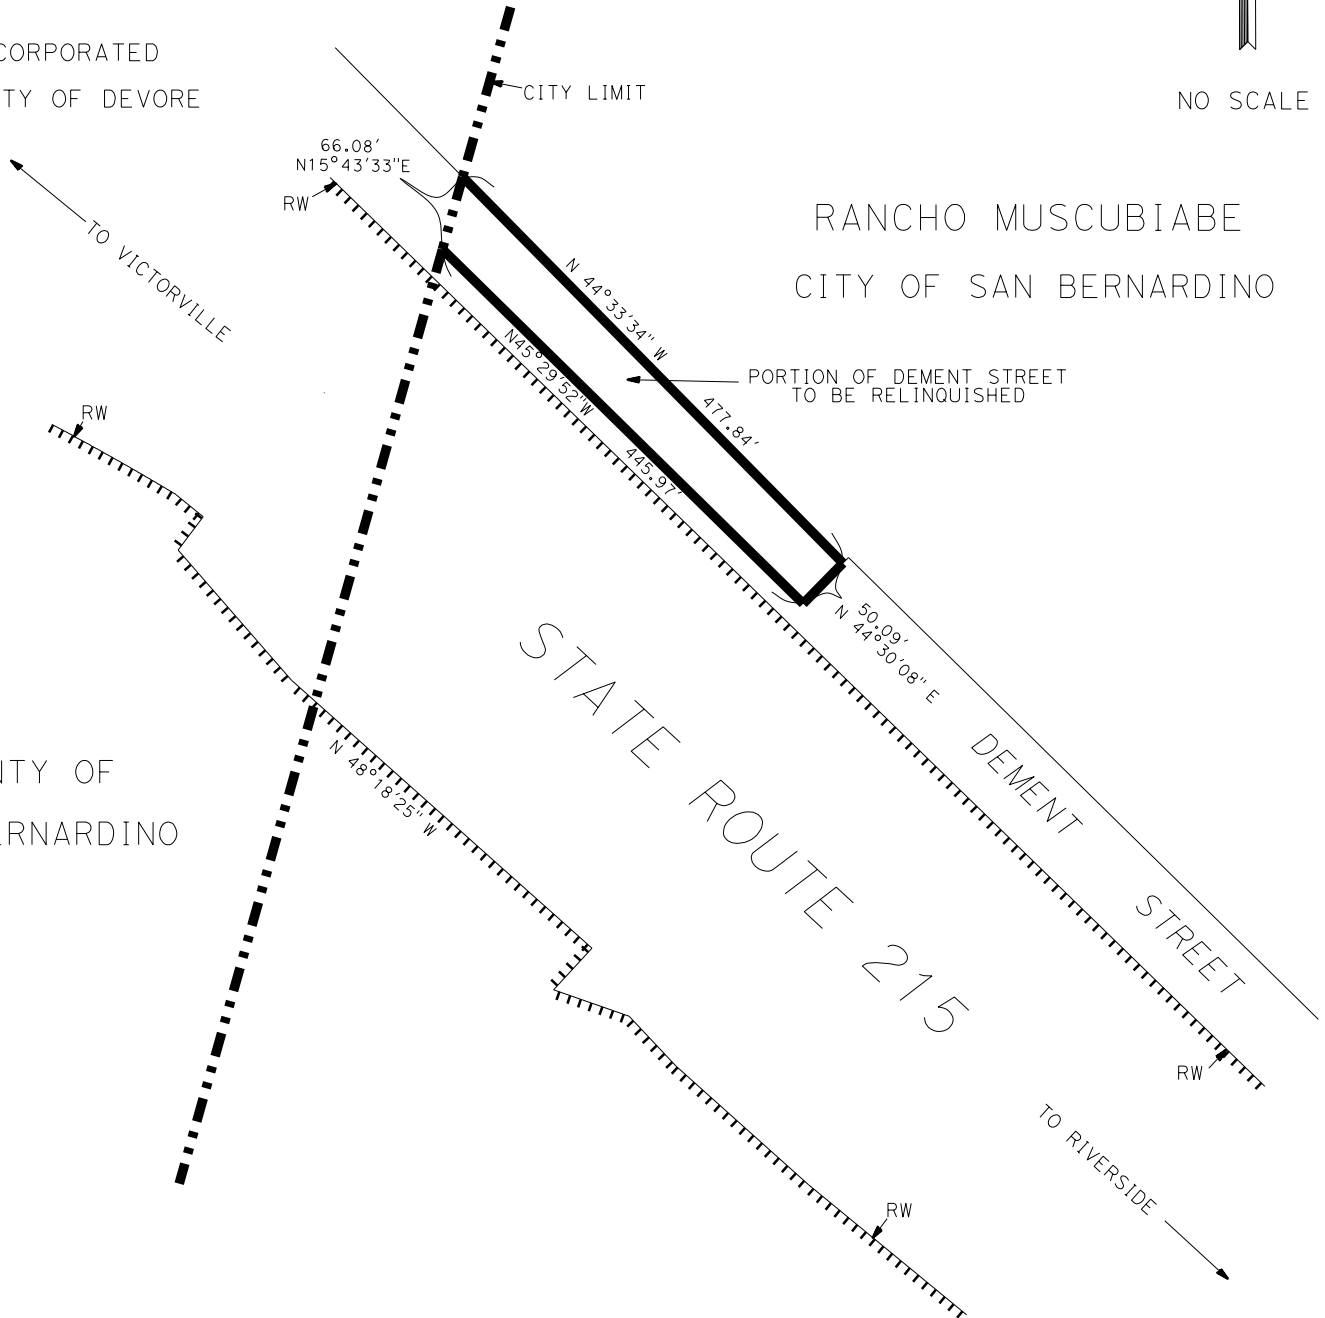 CORPORATED
TY OF DEVORE
CITY LIMIT
NO SCALE
66.08'
N15°43'33"E
RW
TO VICTORVILLE
RANCHO MUSCUBIABE
CITY OF SAN BERNARDINO
N 44°33'34" W
477.84'
N45°29'52"W
445.97'
PORTION OF DEMENT STREET
TO BE RELINQUISHED
RW
50.09'
N 44°30'08" E
STATE ROUTE 215
DEMENT STREET
N 48°18'25" W
NTY OF
ERNARDINO
RW
TO RIVERSIDE
RW